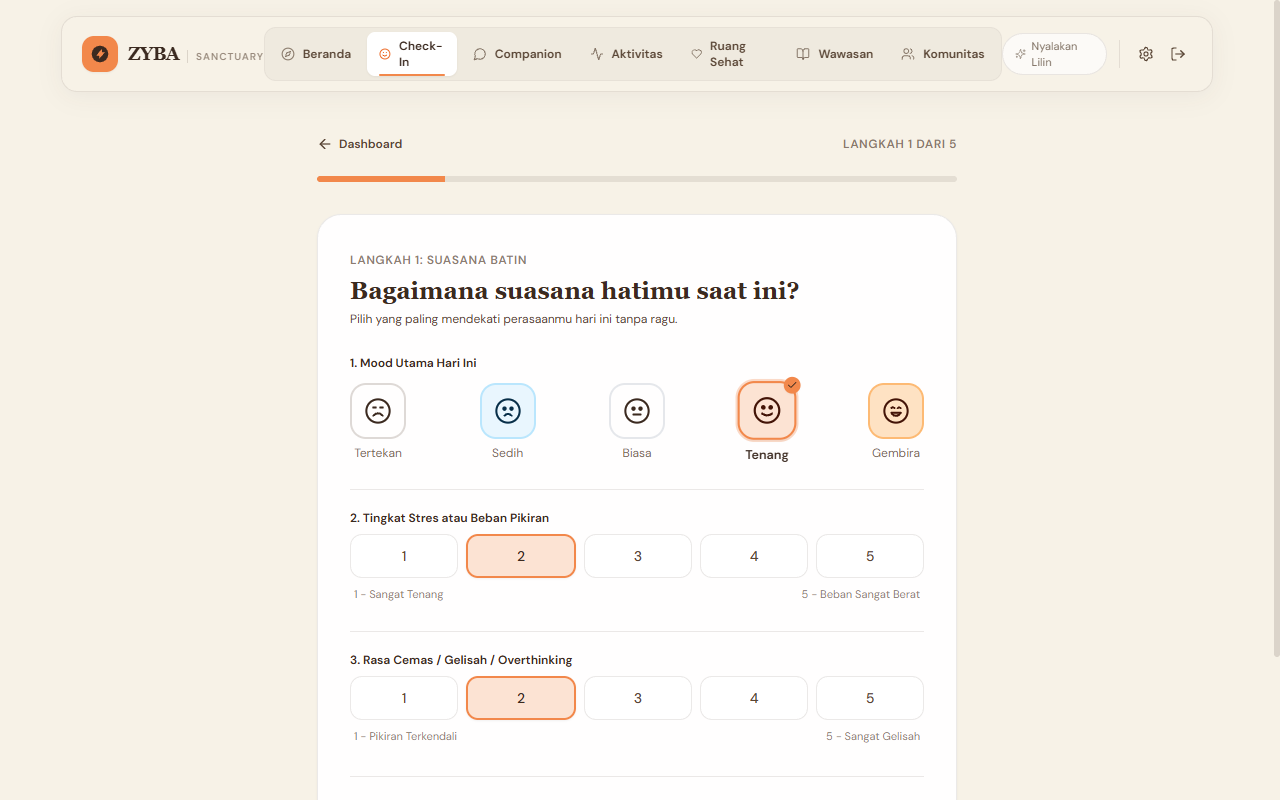 ZYBA
SANCTUARY
Beranda
Check-
In
Companion
Aktivitas
Ruang
Sehat
Wawasan
Komunitas
Nyalakan
Lilin
Dashboard
LANGKAH 1 DARI 5
LANGKAH 1: SUASANA BATIN
Bagaimana suasana hatimu saat ini?
Pilih yang paling mendekati perasaanmu hari ini tanpa ragu.
1. Mood Utama Hari Ini
Tertekan
Sedih
Biasa
Tenang
Gembira
2. Tingkat Stres atau Beban Pikiran
1
2
3
4
5
1 - Sangat Tenang
5 - Beban Sangat Berat
3. Rasa Cemas / Gelisah / Overthinking
1
2
3
4
5
1 - Pikiran Terkendali
5 - Sangat Gelisah